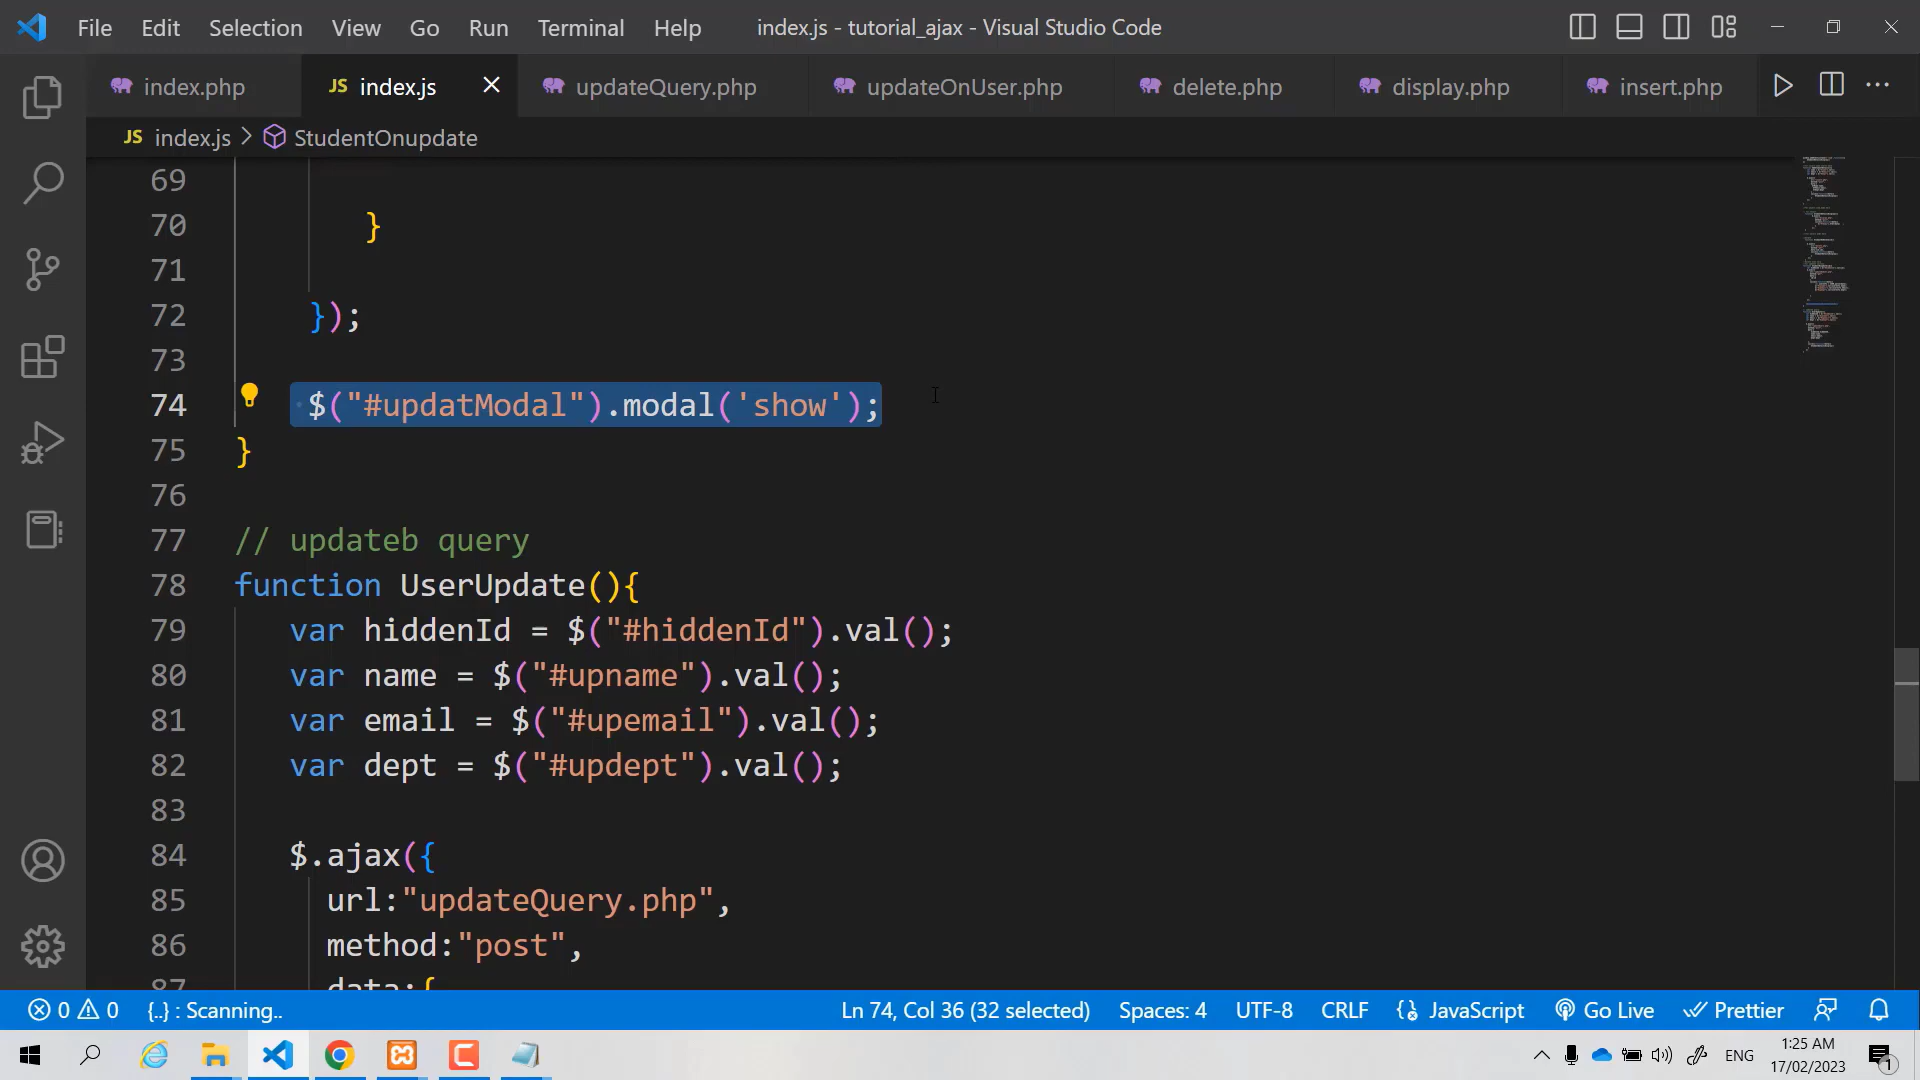 File Edit Selection View Go Run Terminal Help index.js - tutorial_ajax - Visual Studio Code
index.php JS index.js updateQuery.php updateOnUser.php delete.php display.php insert.php
JS index.js > StudentOnupdate
69
70 }
71
72 });
73
74 $("#updatModal").modal('show');
75 }
76
77 // updateb query
78 function UserUpdate(){
79 var hiddenId = $("#hiddenId").val();
80 var name = $("#upname").val();
81 var email = $("#upemail").val();
82 var dept = $("#updept").val();
83
84 $.ajax({
85 url:"updateQuery.php",
86 method:"post",
87 data:{
0 0 {..} : Scanning.. Ln 74, Col 36 (32 selected) Spaces: 4 UTF-8 CRLF JavaScript Go Live Prettier
ENG 1:25 AM 17/02/2023 1